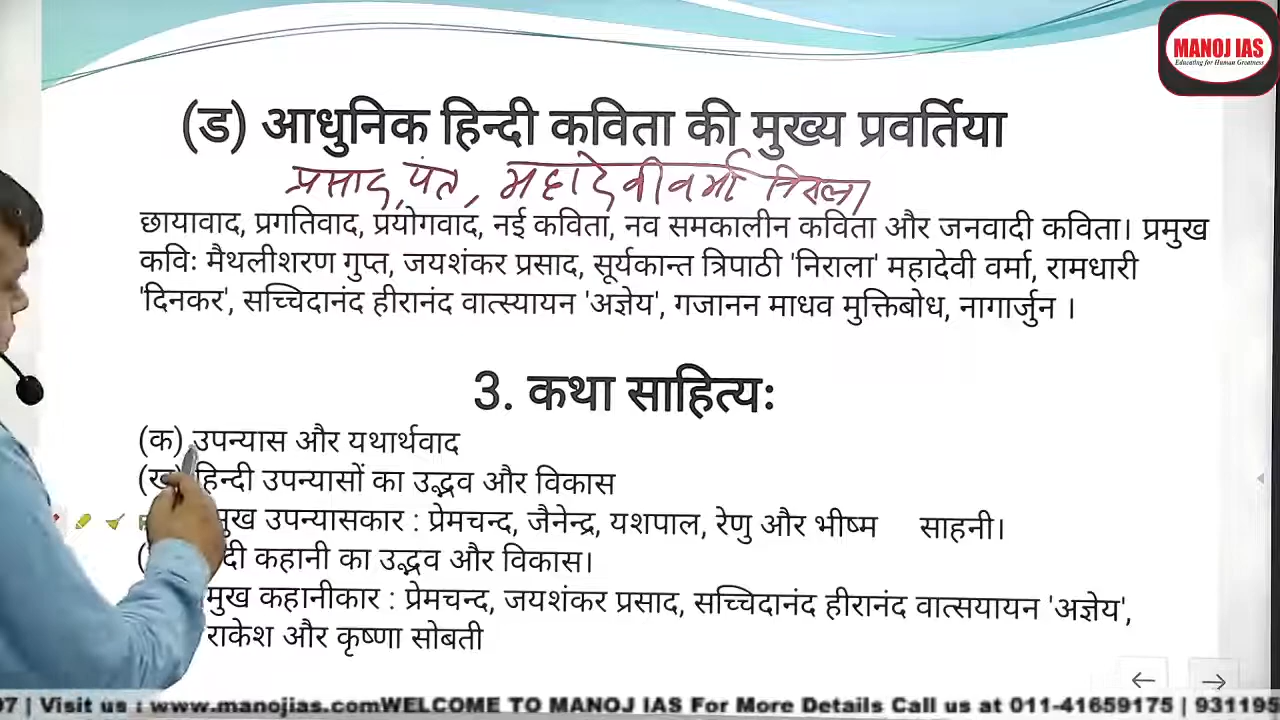 MANOJ IAS
Educating for Human Greatness
(ड) आधुनिक हिन्दी कविता की मुख्य प्रवर्तिया
प्रसाद, पंत, महादेवी वर्मा निराला
छायावाद, प्रगतिवाद, प्रयोगवाद, नई कविता, नव समकालीन कविता और जनवादी कविता। प्रमुख
कविः मैथलीशरण गुप्त, जयशंकर प्रसाद, सूर्यकान्त त्रिपाठी 'निराला' महादेवी वर्मा, रामधारी
'दिनकर', सच्चिदानंद हीरानंद वात्स्यायन 'अज्ञेय', गजानन माधव मुक्तिबोध, नागार्जुन ।
3. कथा साहित्यः
(क) उपन्यास और यथार्थवाद
(ख) हिन्दी उपन्यासों का उद्भव और विकास
मुख उपन्यासकार : प्रेमचन्द, जैनेन्द्र, यशपाल, रेणु और भीष्म साहनी।
दी कहानी का उद्भव और विकास।
मुख कहानीकार : प्रेमचन्द, जयशंकर प्रसाद, सच्चिदानंद हीरानंद वात्सयायन 'अज्ञेय',
राकेश और कृष्णा सोबती
07 | Visit us : www.manojias.comWELCOME TO MANOJ IAS For More Details Call us at 011-41659175 | 931195